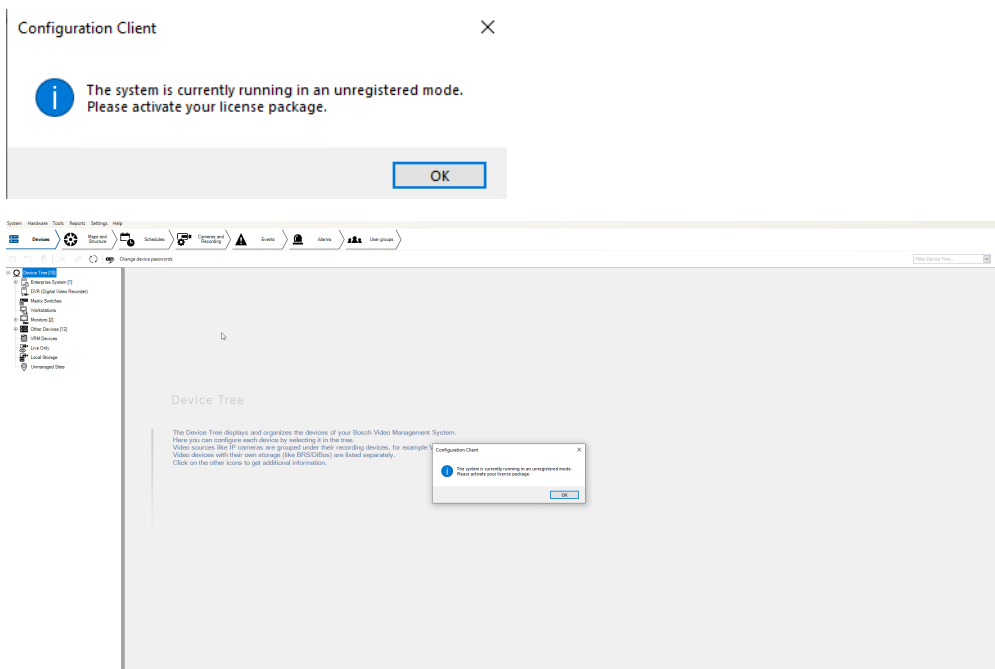 Configuration Client
The system is currently running in an unregistered mode.
Please activate your license package.
OK
System Hardware Tools Reports Settings Help
Devices
Maps and
Structure
Schedules
Cameras and
Recording
Events
Alarms
User groups
Change device passwords
Filter Device Tree...
Device Tree [10]
Enterprise System [1]
DVR (Digital Video Recorder)
Matrix Switches
Workstations
Monitors [2]
Other Devices [12]
VRM Devices
Live Only
Local Storage
Unmanaged Sites
Device Tree
The Device Tree displays and organizes the devices of your Bosch Video Management System.
Here you can configure each device by selecting it in the tree.
Video sources like IP cameras are grouped under their recording devices, for example V
Video devices with their own storage (like BRS/DiBos) are listed separately.
Click on the other icons to get additional information.
Configuration Client
The system is currently running in an unregistered mode.
Please activate your license package.
OK